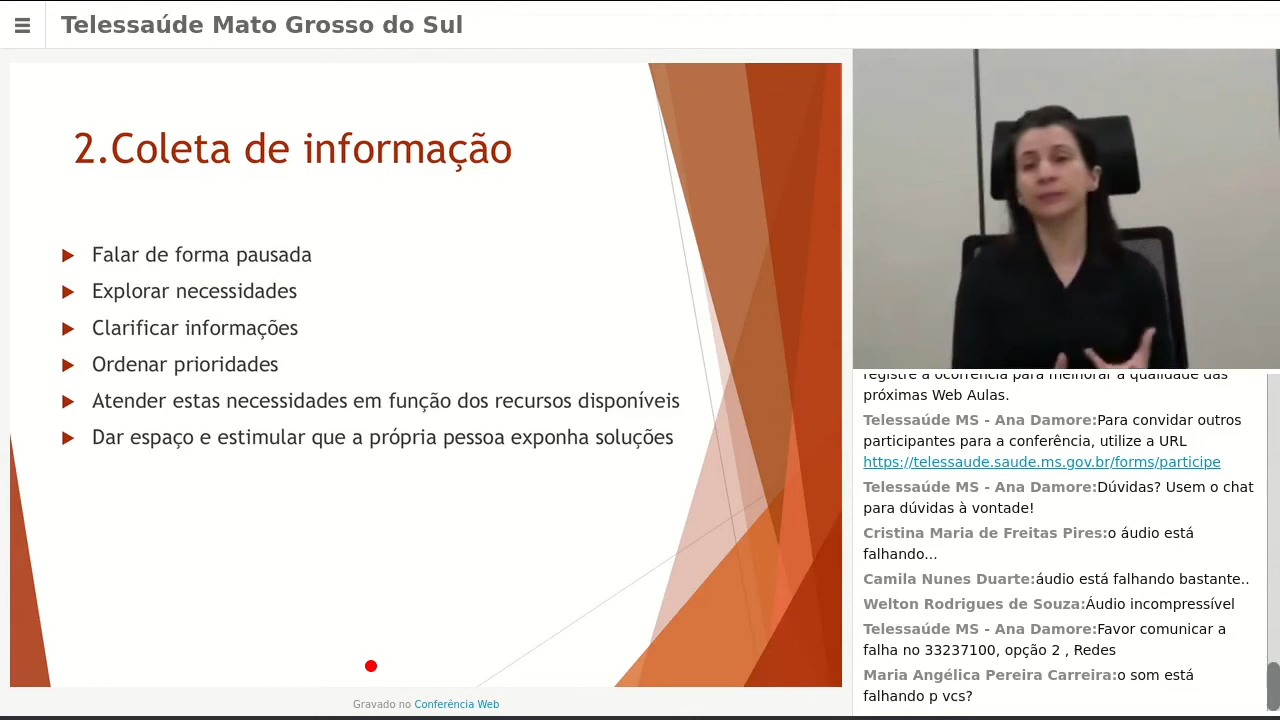 Telessaúde Mato Grosso do Sul
2.Coleta de informação
Falar de forma pausada
Explorar necessidades
Clarificar informações
Ordenar prioridades
Atender estas necessidades em função dos recursos disponíveis
Dar espaço e estimular que a própria pessoa exponha soluções
Gravado no Conferência Web
registre a ocorrência para melhorar a qualidade das
próximas Web Aulas.
Telessaúde MS - Ana Damore:Para convidar outros
participantes para a conferência, utilize a URL
https://telessaude.saude.ms.gov.br/forms/participe
Telessaúde MS - Ana Damore:Dúvidas? Usem o chat
para dúvidas à vontade!
Cristina Maria de Freitas Pires:o áudio está
falhando...
Camila Nunes Duarte:áudio está falhando bastante..
Welton Rodrigues de Souza:Áudio incompressível
Telessaúde MS - Ana Damore:Favor comunicar a
falha no 33237100, opção 2 , Redes
Maria Angélica Pereira Carreira:o som está
falhando p vcs?